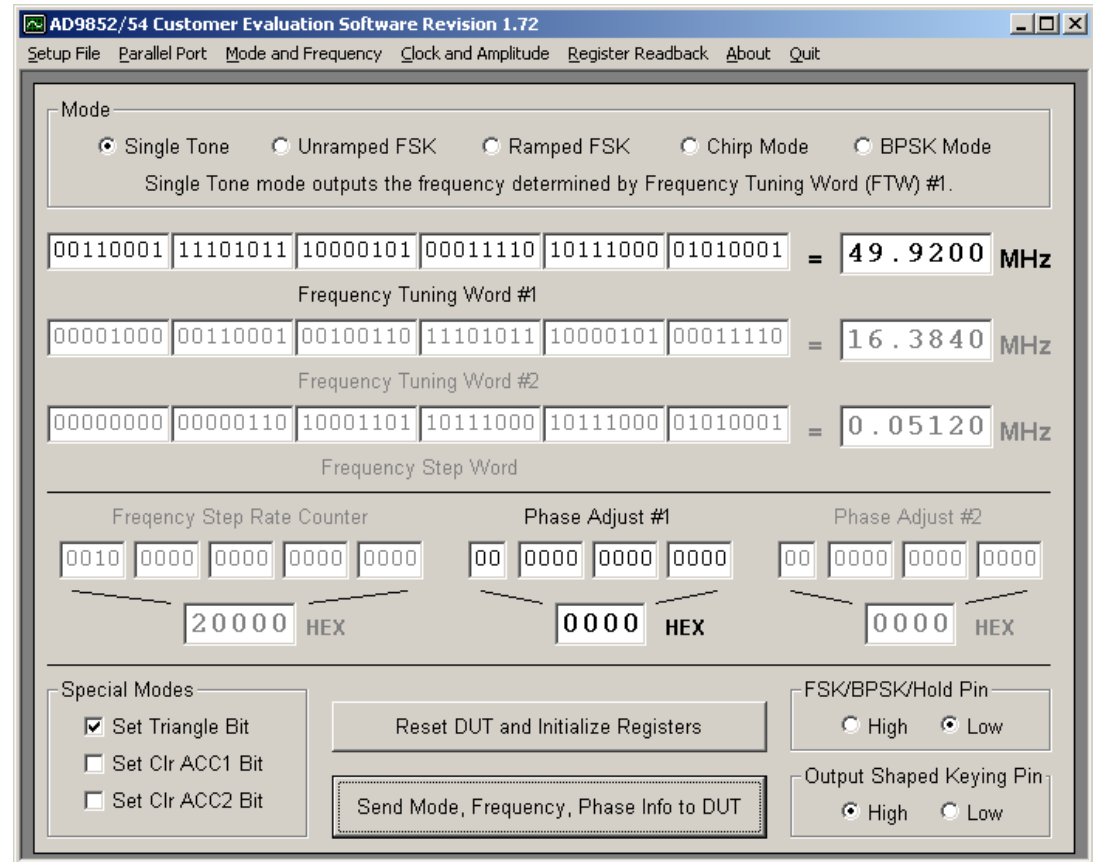 AD9852/54 Customer Evaluation Software Revision 1.72
Setup File Parallel Port Mode and Frequency Clock and Amplitude Register Readback About Quit
Mode
Single Tone Unramped FSK Ramped FSK Chirp Mode BPSK Mode
Single Tone mode outputs the frequency determined by Frequency Tuning Word (FTW) #1.
00110001 11101011 10000101 00011110 10111000 01010001 = 49.9200 MHz
Frequency Tuning Word #1
00001000 00110001 00100110 11101011 10000101 00011110 = 16.3840 MHz
Frequency Tuning Word #2
00000000 00000110 10001101 10111000 10111000 01010001 = 0.05120 MHz
Frequency Step Word
Freqency Step Rate Counter Phase Adjust #1 Phase Adjust #2
0010 0000 0000 0000 0000 00 0000 0000 0000 00 0000 0000 0000
20000 HEX 0000 HEX 0000 HEX
Special Modes
Set Triangle Bit
Set Clr ACC1 Bit
Set Clr ACC2 Bit
Reset DUT and Initialize Registers
Send Mode, Frequency, Phase Info to DUT
FSK/BPSK/Hold Pin
High Low
Output Shaped Keying Pin
High Low